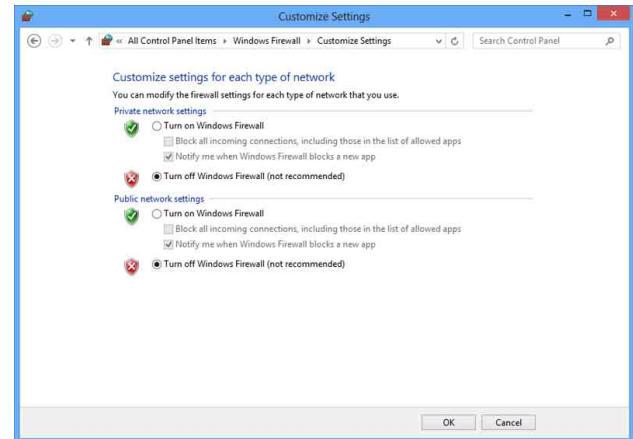 Customize Settings
« All Control Panel Items Windows Firewall Customize Settings
Search Control Panel
Customize settings for each type of network
You can modify the firewall settings for each type of network that you use.
Private network settings
Turn on Windows Firewall
Block all incoming connections, including those in the list of allowed apps
Notify me when Windows Firewall blocks a new app
Turn off Windows Firewall (not recommended)
Public network settings
Turn on Windows Firewall
Block all incoming connections, including those in the list of allowed apps
Notify me when Windows Firewall blocks a new app
Turn off Windows Firewall (not recommended)
OK Cancel